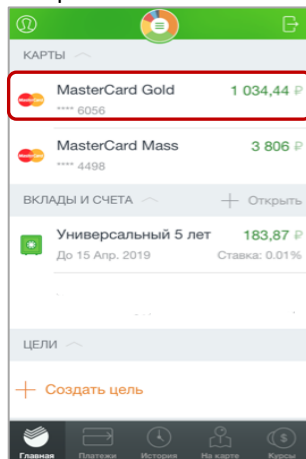 КАРТЫ
MasterCard Gold 1 034,44 ₽
**** 6056
MasterCard Mass 3 806 ₽
**** 4498
ВКЛАДЫ И СЧЕТА + Открыть
Универсальный 5 лет 183,87 ₽
До 15 Апр. 2019 Ставка: 0.01%
ЦЕЛИ
+ Создать цель
Главная Платежи История На карте Курсы